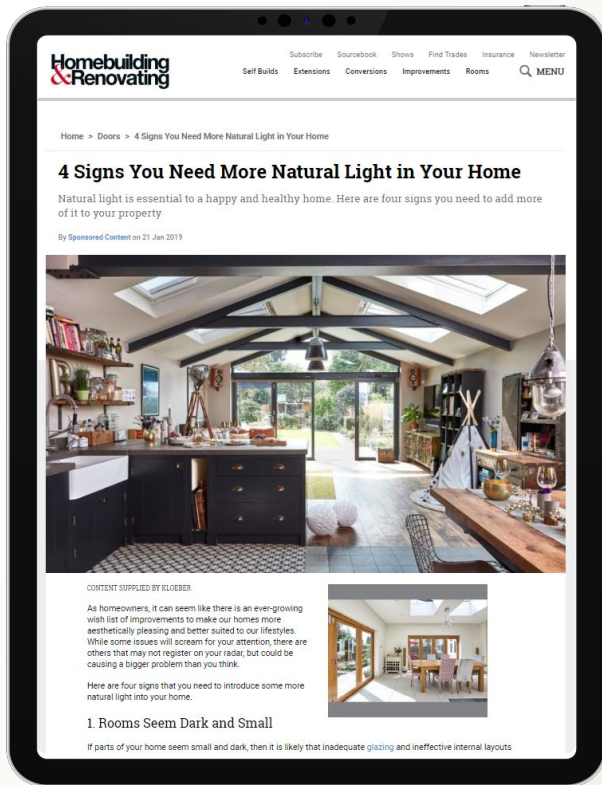 Homebuilding
&Renovating
Subscribe Sourcebook Shows Find Trades Insurance Newsletter
Self Builds Extensions Conversions Improvements Rooms MENU
Home > Doors > 4 Signs You Need More Natural Light in Your Home
4 Signs You Need More Natural Light in Your Home
Natural light is essential to a happy and healthy home. Here are four signs you need to add more
of it to your property
By Sponsored Content on 21 Jan 2019
CONTENT SUPPLIED BY KLOEBER
As homeowners, it can seem like there is an ever-growing
wish list of improvements to make our homes more
aesthetically pleasing and better suited to our lifestyles.
While some issues will scream for your attention, there are
others that may not register on your radar, but could be
causing a bigger problem than you think.
Here are four signs that you need to introduce some more
natural light into your home.
1. Rooms Seem Dark and Small
If parts of your home seem small and dark, then it is likely that inadequate glazing and ineffective internal layouts